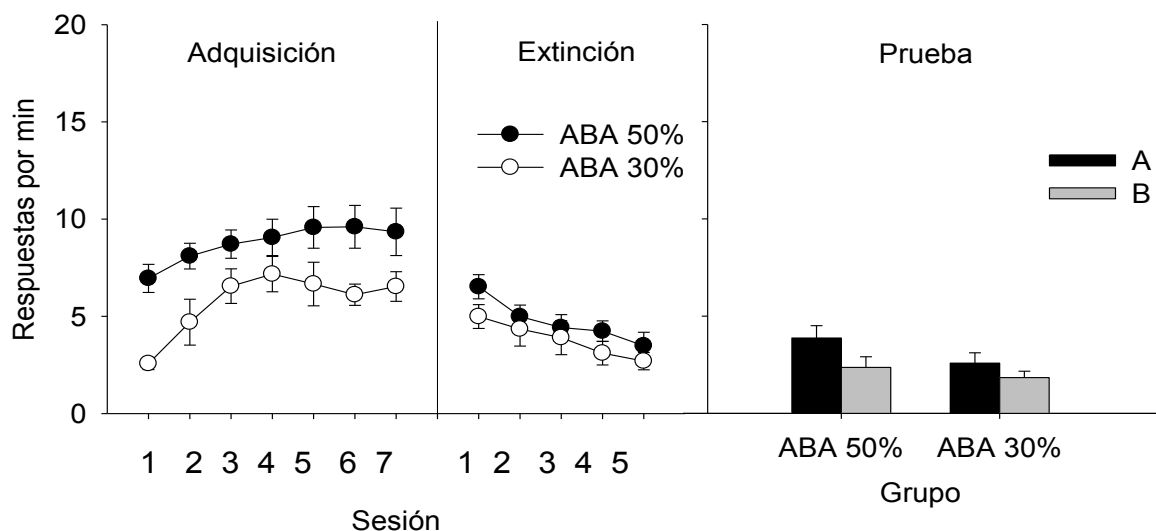 20
15
10
5
0
Respuestas por min
Adquisición
Extinción
Prueba
ABA 50%
ABA 30%
A
B
1 2 3 4 5 6 7
1 2 3 4 5
Sesión
ABA 50% ABA 30%
Grupo